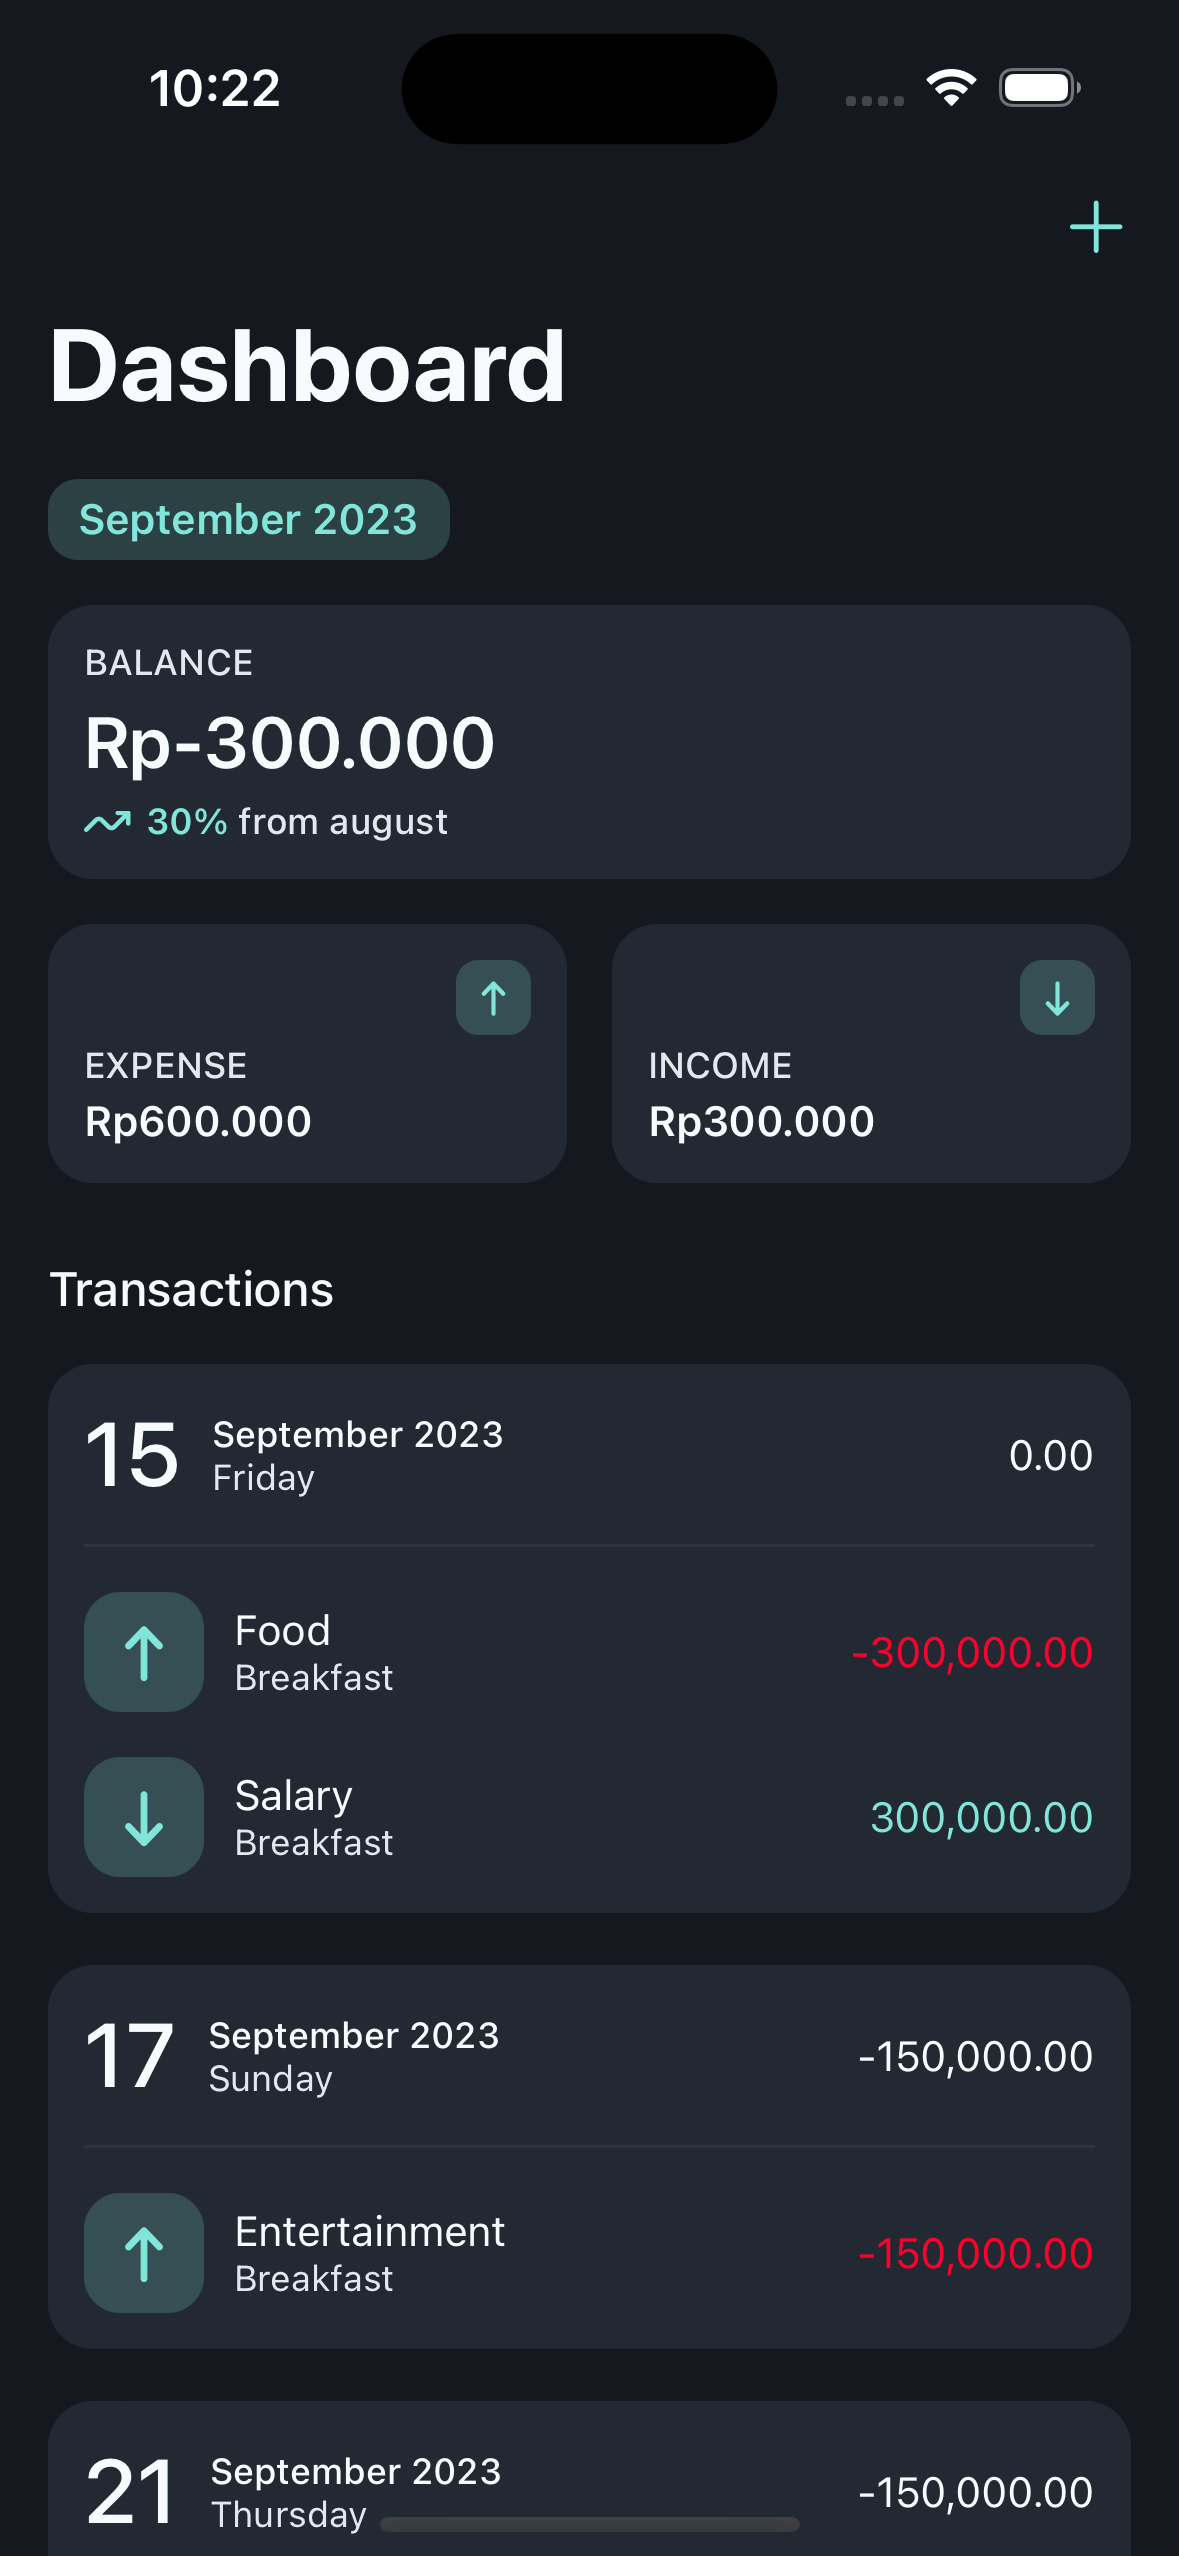 10:22
Dashboard
September 2023
BALANCE
Rp-300.000
30% from august
EXPENSE
Rp600.000
INCOME
Rp300.000
Transactions
15
September 2023
Friday
0.00
Food
Breakfast
-300,000.00
Salary
Breakfast
300,000.00
17
September 2023
Sunday
-150,000.00
Entertainment
Breakfast
-150,000.00
21
September 2023
Thursday
-150,000.00